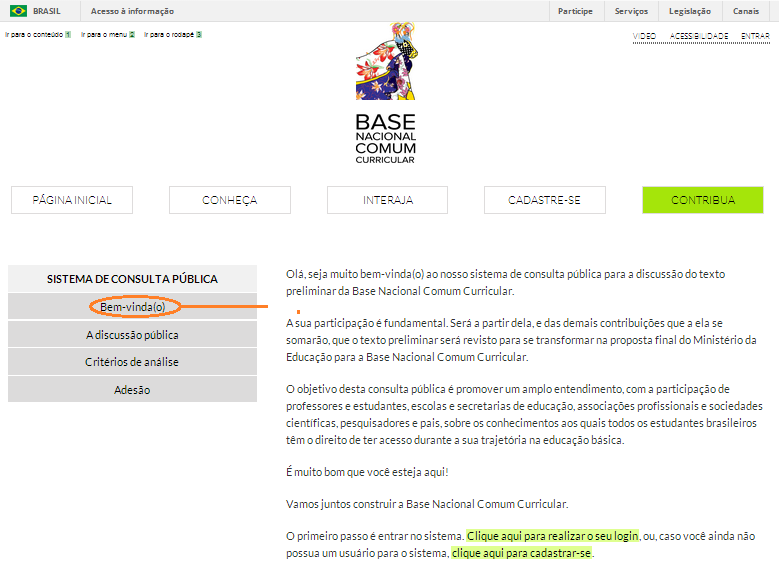 BRASIL Acesso à informação Participe Serviços Legislação Canais
Ir para o conteúdo 1 Ir para o menu 2 Ir para o rodapé 3 VIDEO ACESSIBILIDADE ENTRAR
BASE
NACIONAL
COMUM
CURRICULAR
PÁGINA INICIAL CONHEÇA INTERAJA CADASTRE-SE CONTRIBUA
SISTEMA DE CONSULTA PÚBLICA
Bem-vinda(o)
A discussão pública
Critérios de análise
Adesão
Olá, seja muito bem-vinda(o) ao nosso sistema de consulta pública para a discussão do texto
preliminar da Base Nacional Comum Curricular.
A sua participação é fundamental. Será a partir dela, e das demais contribuições que a ela se
somarão, que o texto preliminar será revisto para se transformar na proposta final do Ministério da
Educação para a Base Nacional Comum Curricular.
O objetivo desta consulta pública é promover um amplo entendimento, com a participação de
professores e estudantes, escolas e secretarias de educação, associações profissionais e sociedades
científicas, pesquisadores e pais, sobre os conhecimentos aos quais todos os estudantes brasileiros
têm o direito de ter acesso durante a sua trajetória na educação básica.
É muito bom que você esteja aqui!
Vamos juntos construir a Base Nacional Comum Curricular.
O primeiro passo é entrar no sistema. Clique aqui para realizar o seu login, ou, caso você ainda não
possua um usuário para o sistema, clique aqui para cadastrar-se.